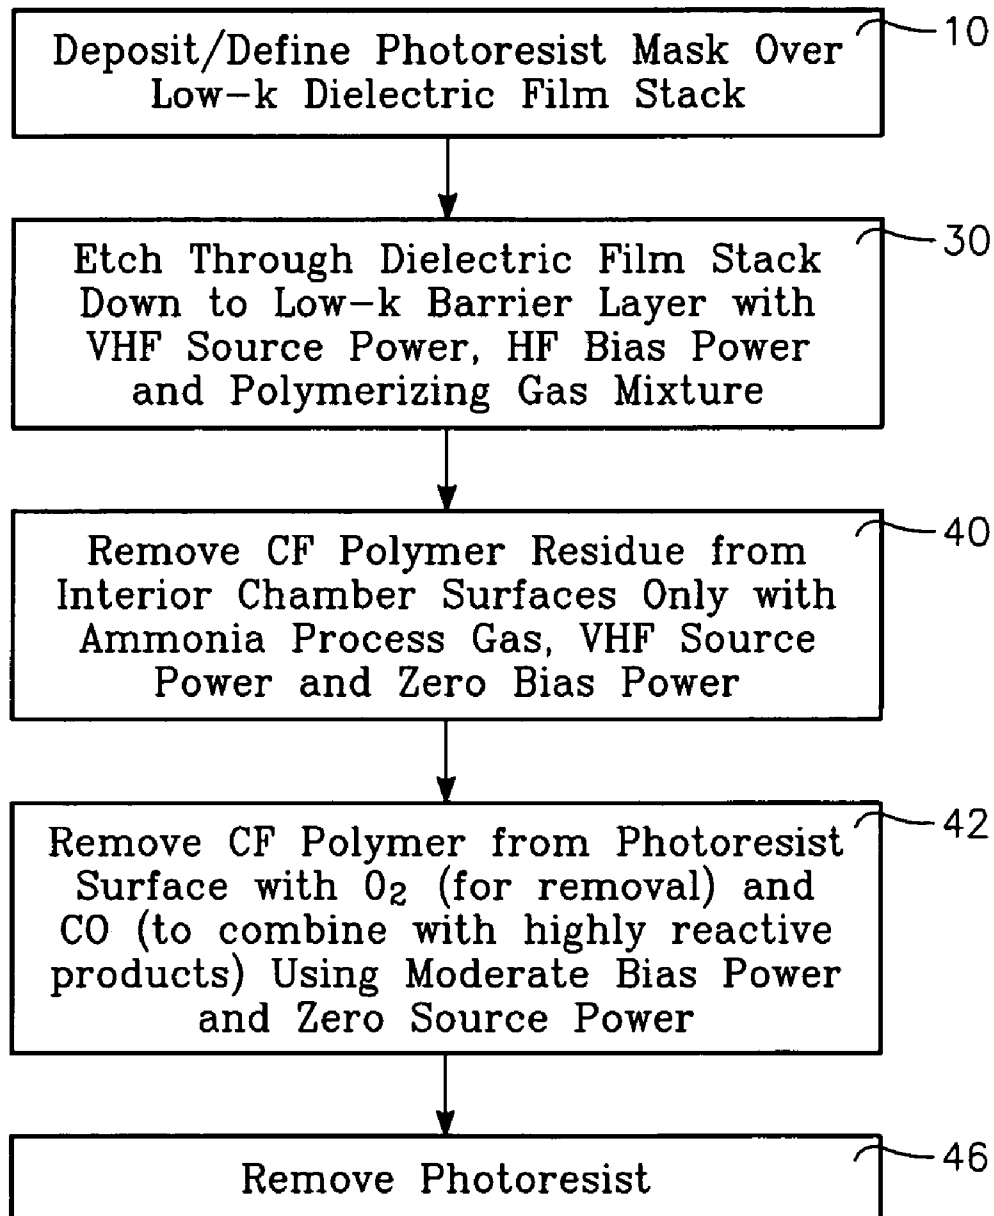 10
Deposit/Define Photoresist Mask Over
Low-k Dielectric Film Stack
30
Etch Through Dielectric Film Stack
Down to Low-k Barrier Layer with
VHF Source Power, HF Bias Power
and Polymerizing Gas Mixture
40
Remove CF Polymer Residue from
Interior Chamber Surfaces Only with
Ammonia Process Gas, VHF Source
Power and Zero Bias Power
42
Remove CF Polymer from Photoresist
Surface with O₂ (for removal) and
CO (to combine with highly reactive
products) Using Moderate Bias Power
and Zero Source Power
46
Remove Photoresist